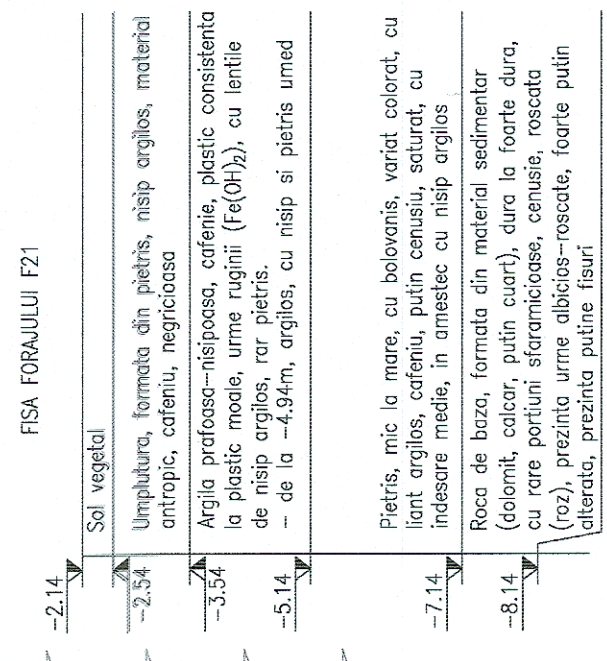 FISA FORAJULUI F21
-2.14
Sol vegetal
-2.54
Umplutura, formata din pietris, nisip argilos, material
antropic, cafeniu, negricioasa
-3.54
Argila prafoasa-nisipoasa, cafenie, plastic consistenta
la plastic moale, urme ruginii (Fe(OH)₂), cu lentile
de nisip argilos, rar pietris.
- de la -4.94m, argilos, cu nisip si pietris umed
-5.14
Pietris, mic la mare, cu bolovanis, variat colorat, cu
liant argilos, cafeniu, putin cenusiu, saturat, cu
indesare medie, in amestec cu nisip argilos
-7.14
Roca de baza, formata din material sedimentar
(dolomit, calcar, putin cuart), dura la foarte dura,
cu rare portiuni sfaramicioase, cenusie, roscata
(roz), prezinta urme albicios-roscate, foarte putin
alterata, prezinta putine fisuri
-8.14